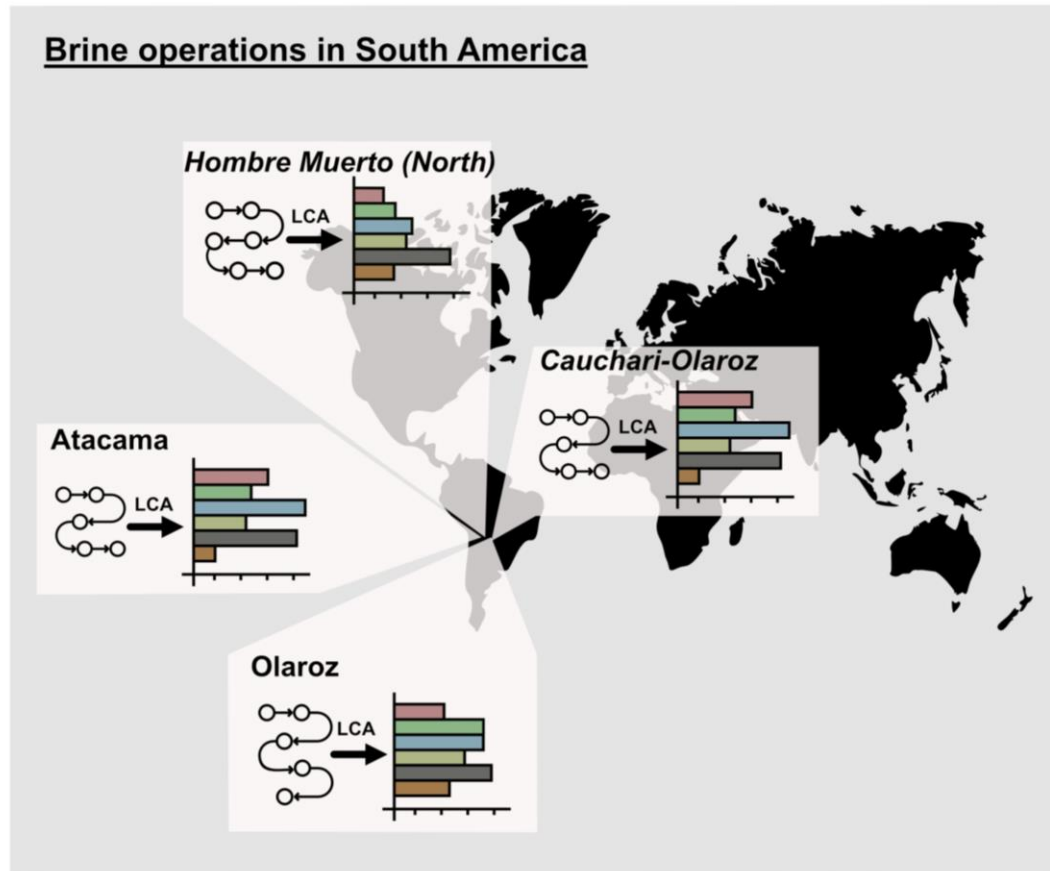 Brine operations in South America
Hombre Muerto (North)
LCA
Cauchari-Olaroz
LCA
Atacama
LCA
Olaroz
LCA